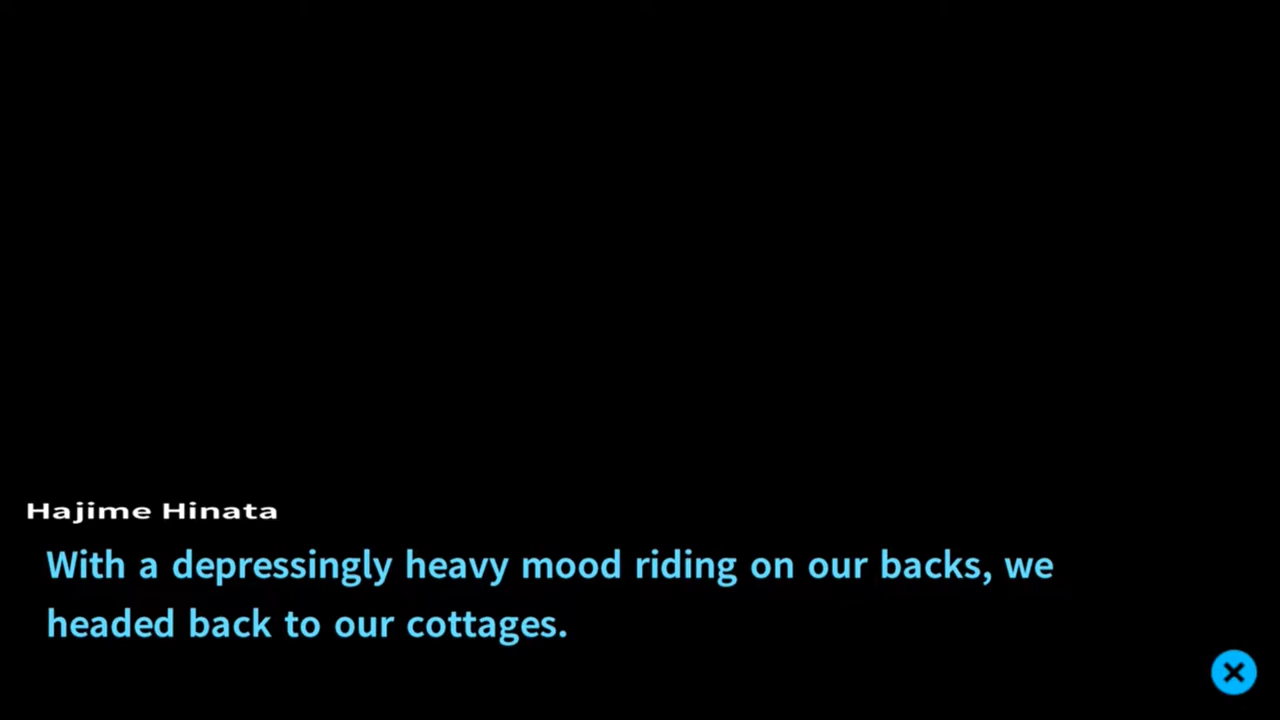 Hajime Hinata
With a depressingly heavy mood riding on our backs, we
headed back to our cottages.